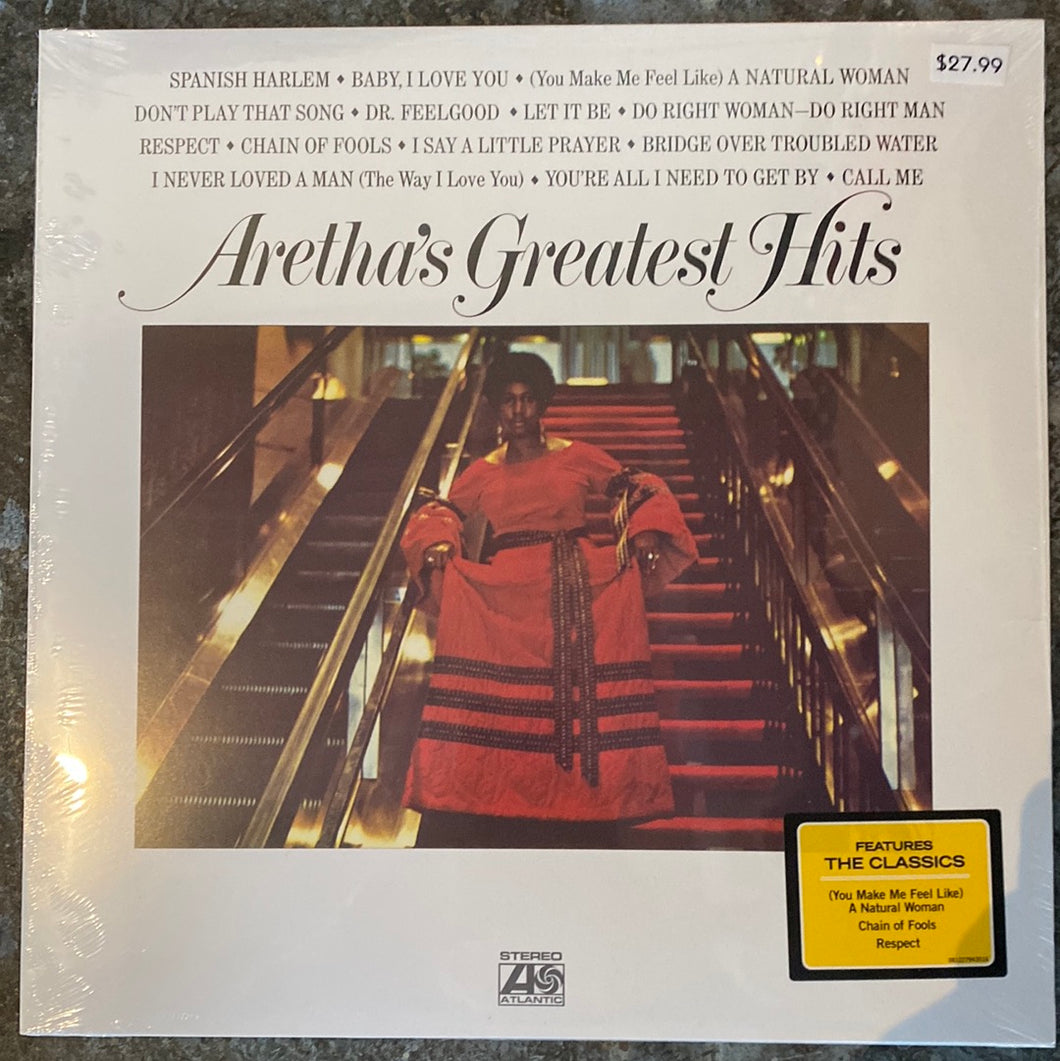 $27.99
SPANISH HARLEM ◆ BABY, I LOVE YOU ◆ (You Make Me Feel Like) A NATURAL WOMAN
DON'T PLAY THAT SONG ◆ DR. FEELGOOD ◆ LET IT BE ◆ DO RIGHT WOMAN—DO RIGHT MAN
RESPECT ◆ CHAIN OF FOOLS ◆ I SAY A LITTLE PRAYER ◆ BRIDGE OVER TROUBLED WATER
I NEVER LOVED A MAN (The Way I Love You) ◆ YOU'RE ALL I NEED TO GET BY ◆ CALL ME
Aretha's Greatest Hits
FEATURES
THE CLASSICS
(You Make Me Feel Like)
A Natural Woman
Chain of Fools
Respect
STEREO
ATLANTIC